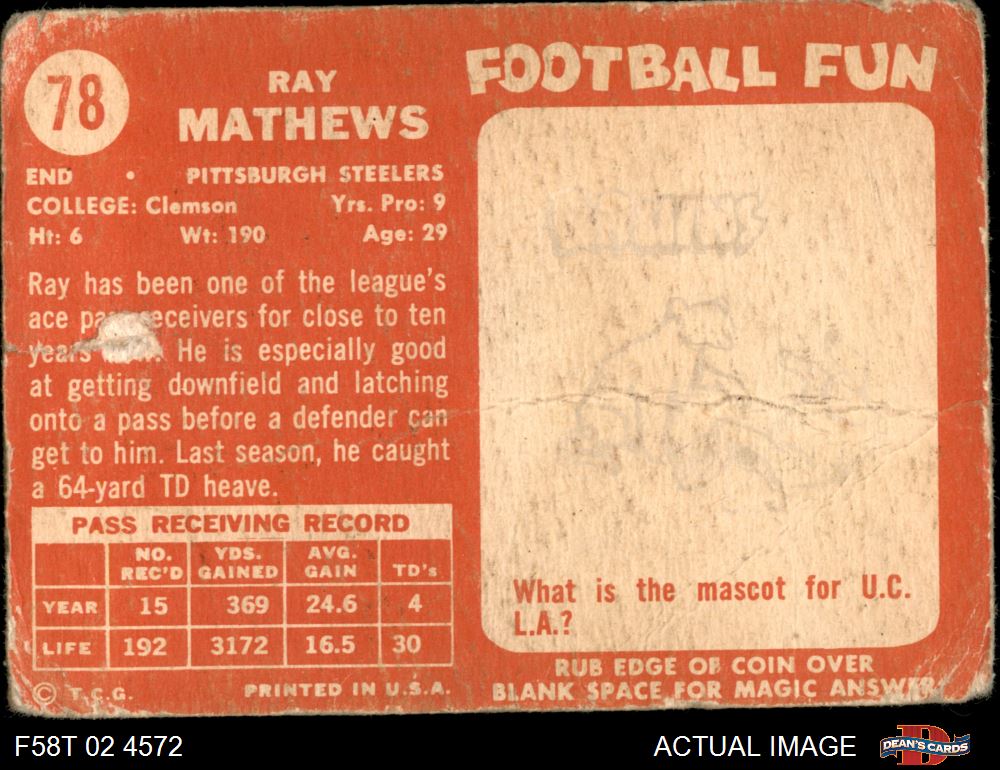 78
RAY
MATHEWS
END • PITTSBURGH STEELERS
COLLEGE: Clemson Yrs. Pro: 9
Ht: 6 Wt: 190 Age: 29
Ray has been one of the league's
ace receivers for close to ten
years He is especially good
at getting downfield and latching
onto a pass before a defender can
get to him. Last season, he caught
a 64-yard TD heave.
PASS RECEIVING RECORD
NO. REC'D YDS. GAINED AVG. GAIN TD's
YEAR 15 369 24.6 4
LIFE 192 3172 16.5 30
© T.C.G. PRINTED IN U.S.A.
FOOTBALL FUN
What is the mascot for U.C.
L.A.?
RUB EDGE OF COIN OVER
BLANK SPACE FOR MAGIC ANSWER
F58T 02 4572
ACTUAL IMAGE
DEAN'S CARDS